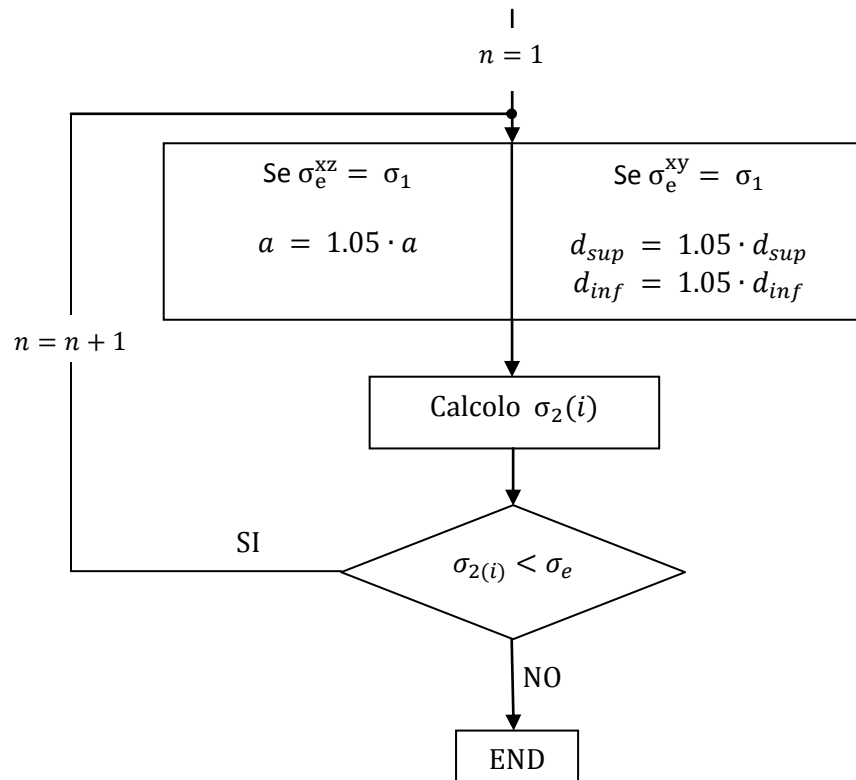 n = 1
Se σ_e^xz = σ_1
a = 1.05 · a
Se σ_e^xy = σ_1
d_sup = 1.05 · d_sup
d_inf = 1.05 · d_inf
n = n + 1
Calcolo σ_2(i)
SI
σ_2(i) < σ_e
NO
END